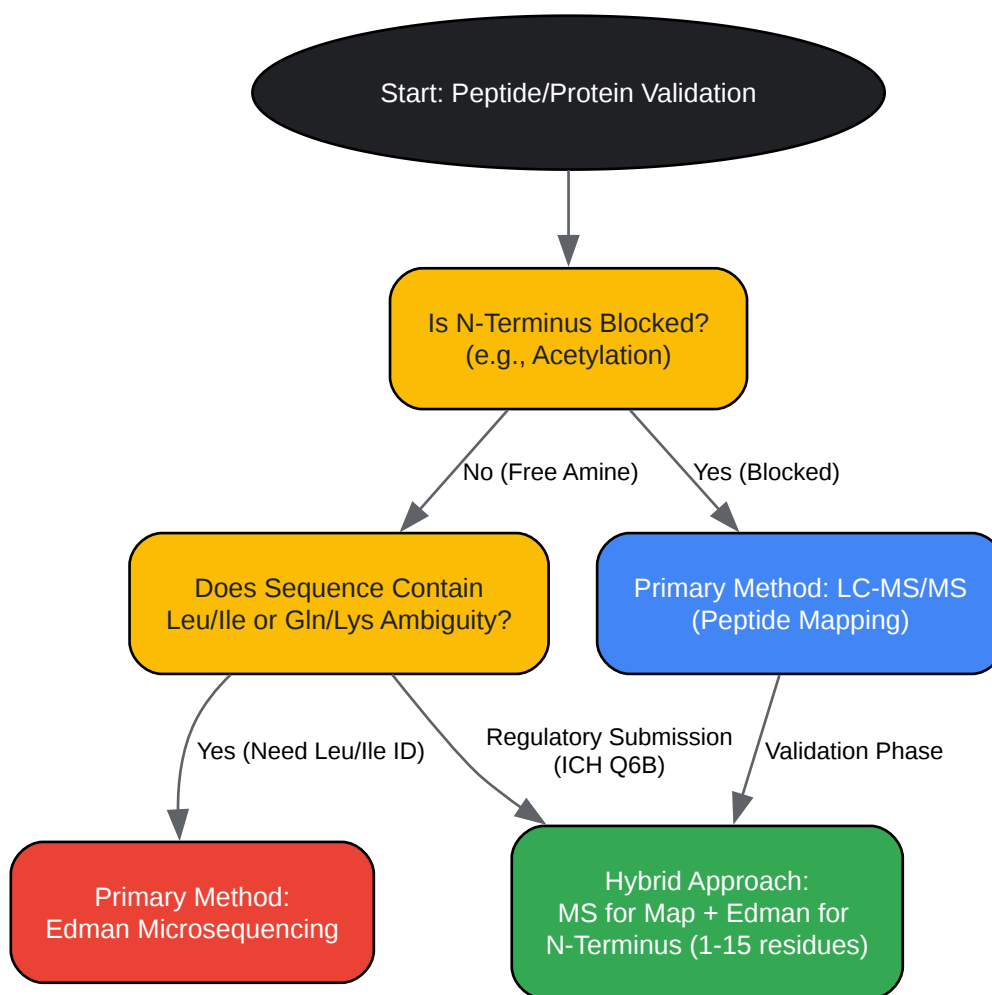 Start: Peptide/Protein Validation
Is N-Terminus Blocked?
(e.g., Acetylation)
No (Free Amine)
Yes (Blocked)
Does Sequence Contain
Leu/Ile or Gln/Lys Ambiguity?
Primary Method: LC-MS/MS
(Peptide Mapping)
Yes (Need Leu/Ile ID)
Regulatory Submission
(ICH Q6B)
Validation Phase
Primary Method:
Edman Microsequencing
Hybrid Approach:
MS for Map + Edman for
N-Terminus (1-15 residues)